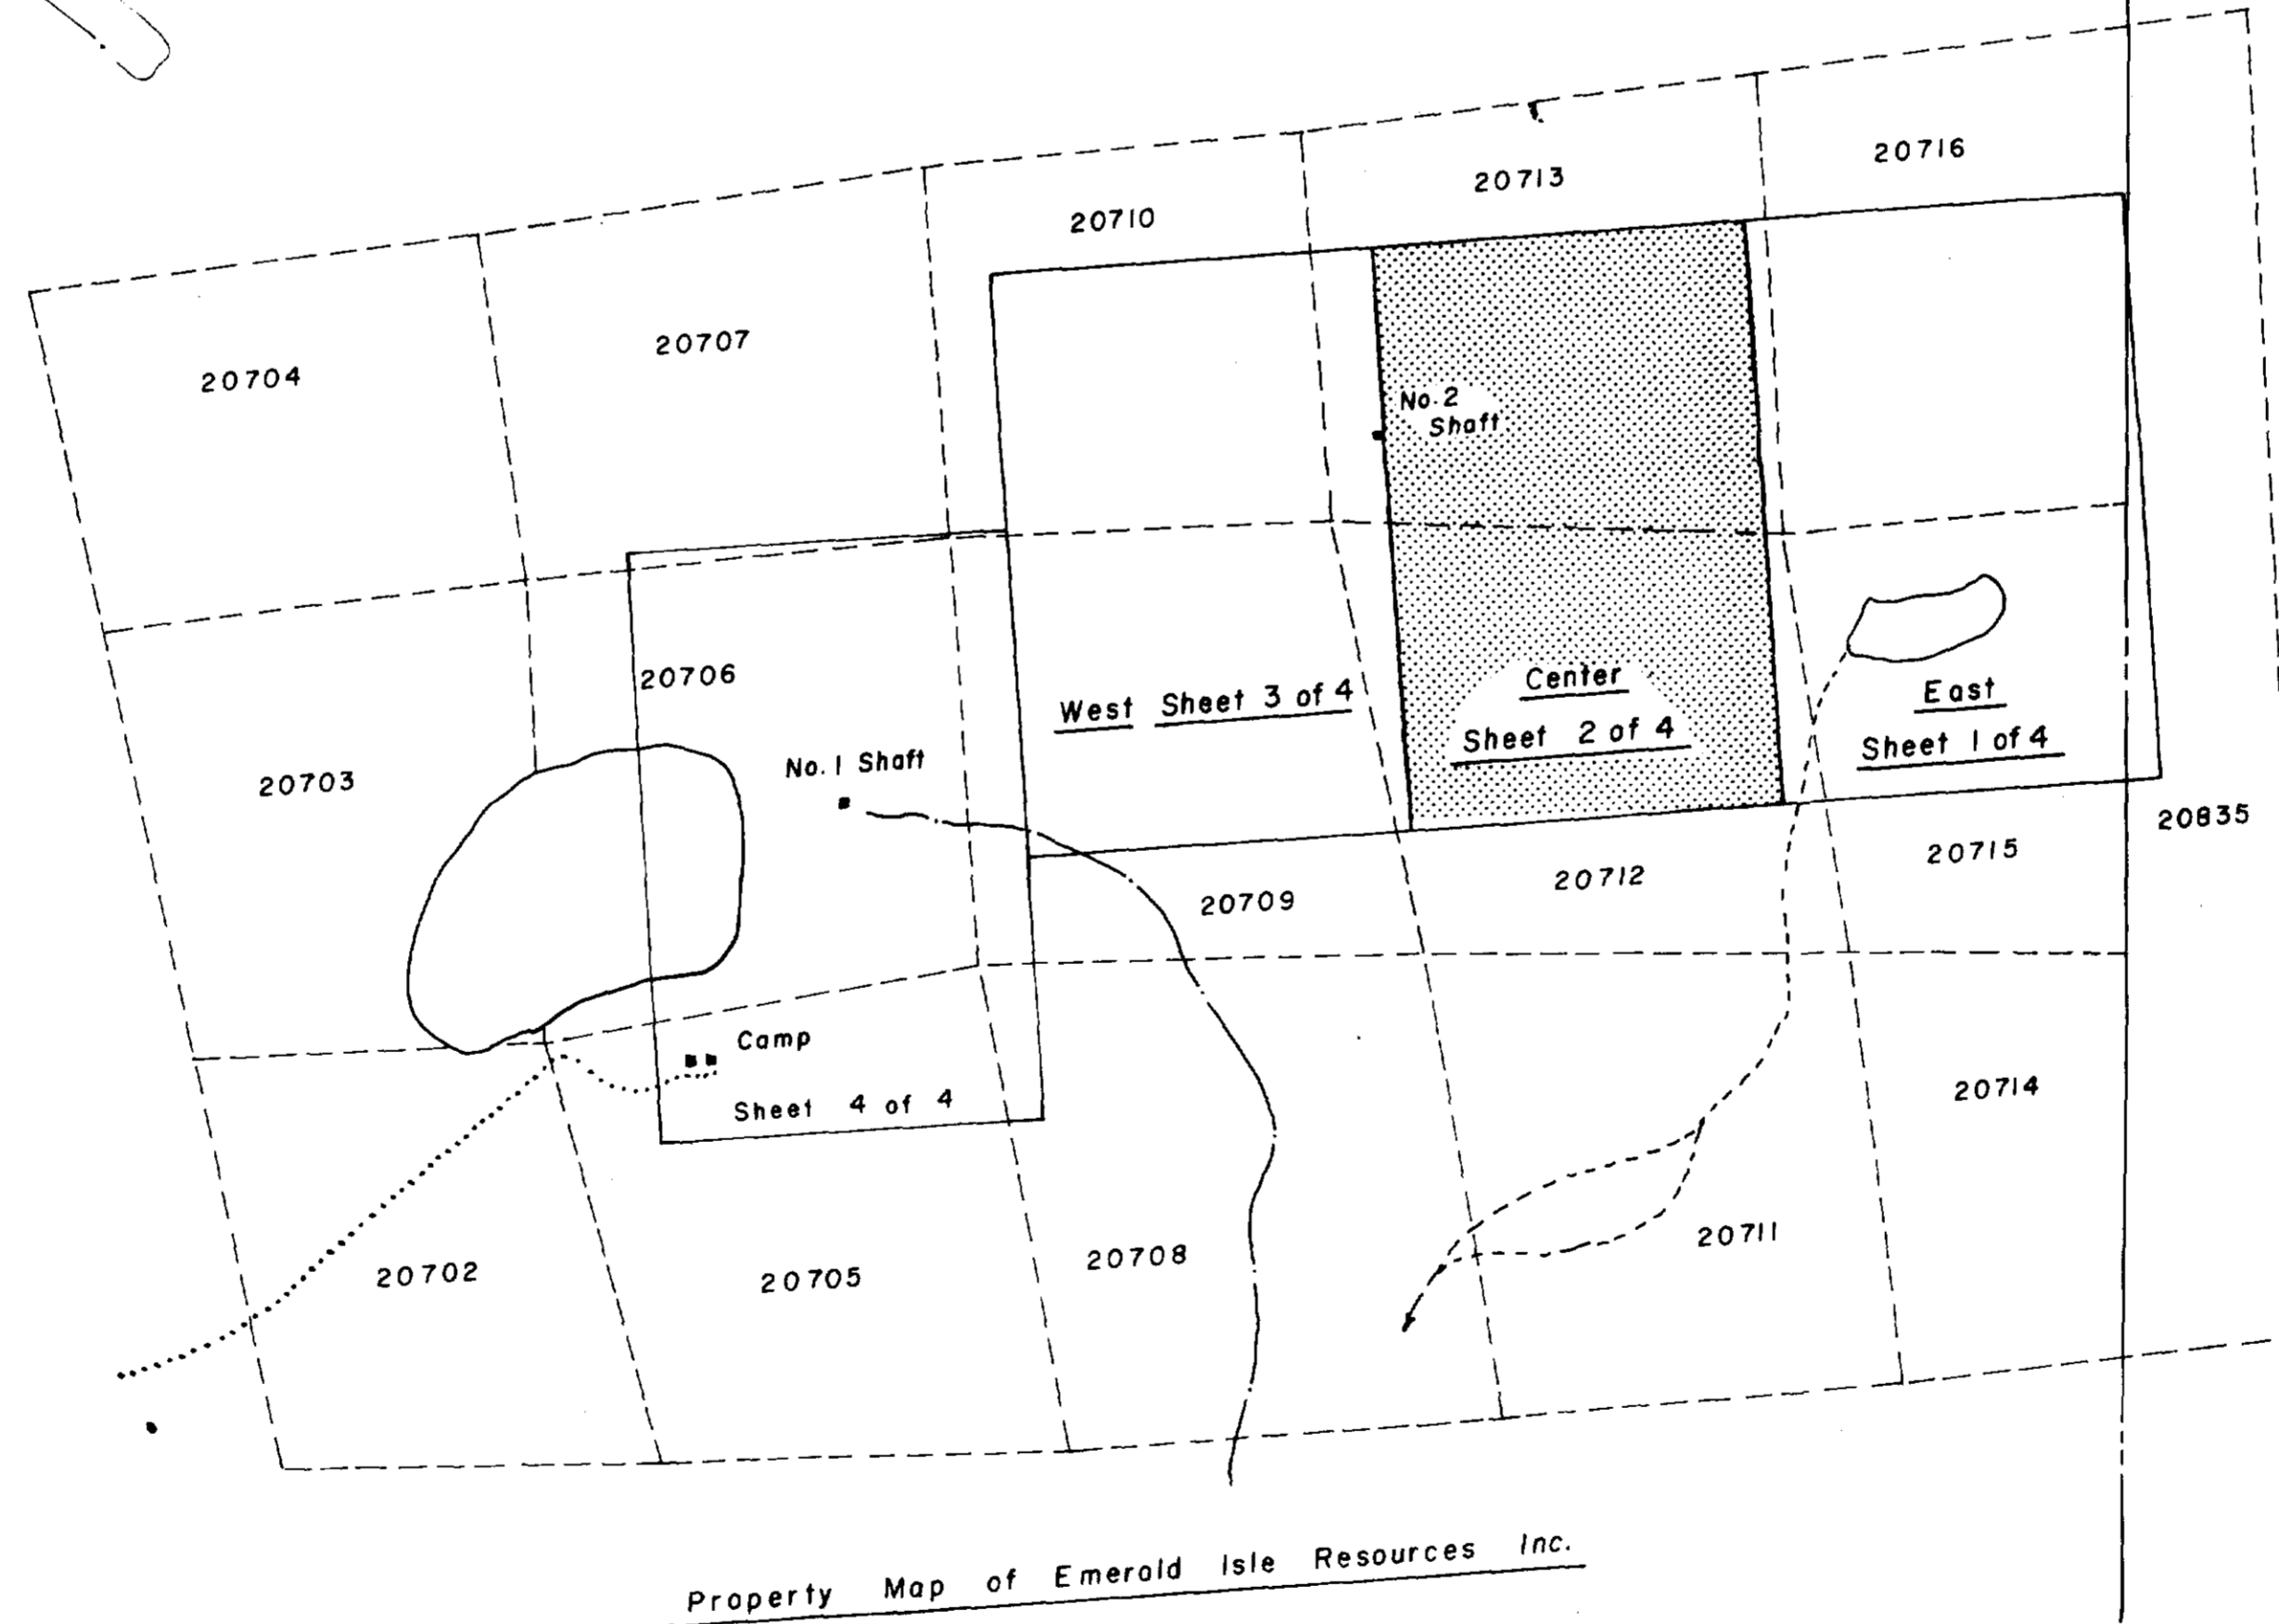 20716
20713
20710
20707
20704
No. 2
Shaft
20706
West Sheet 3 of 4
Center
Sheet 2 of 4
East
Sheet 1 of 4
No. 1 Shaft
20703
20835
20715
20712
20709
Camp
Sheet 4 of 4
20714
20711
20708
20705
20702
Property Map of Emerald Isle Resources Inc.